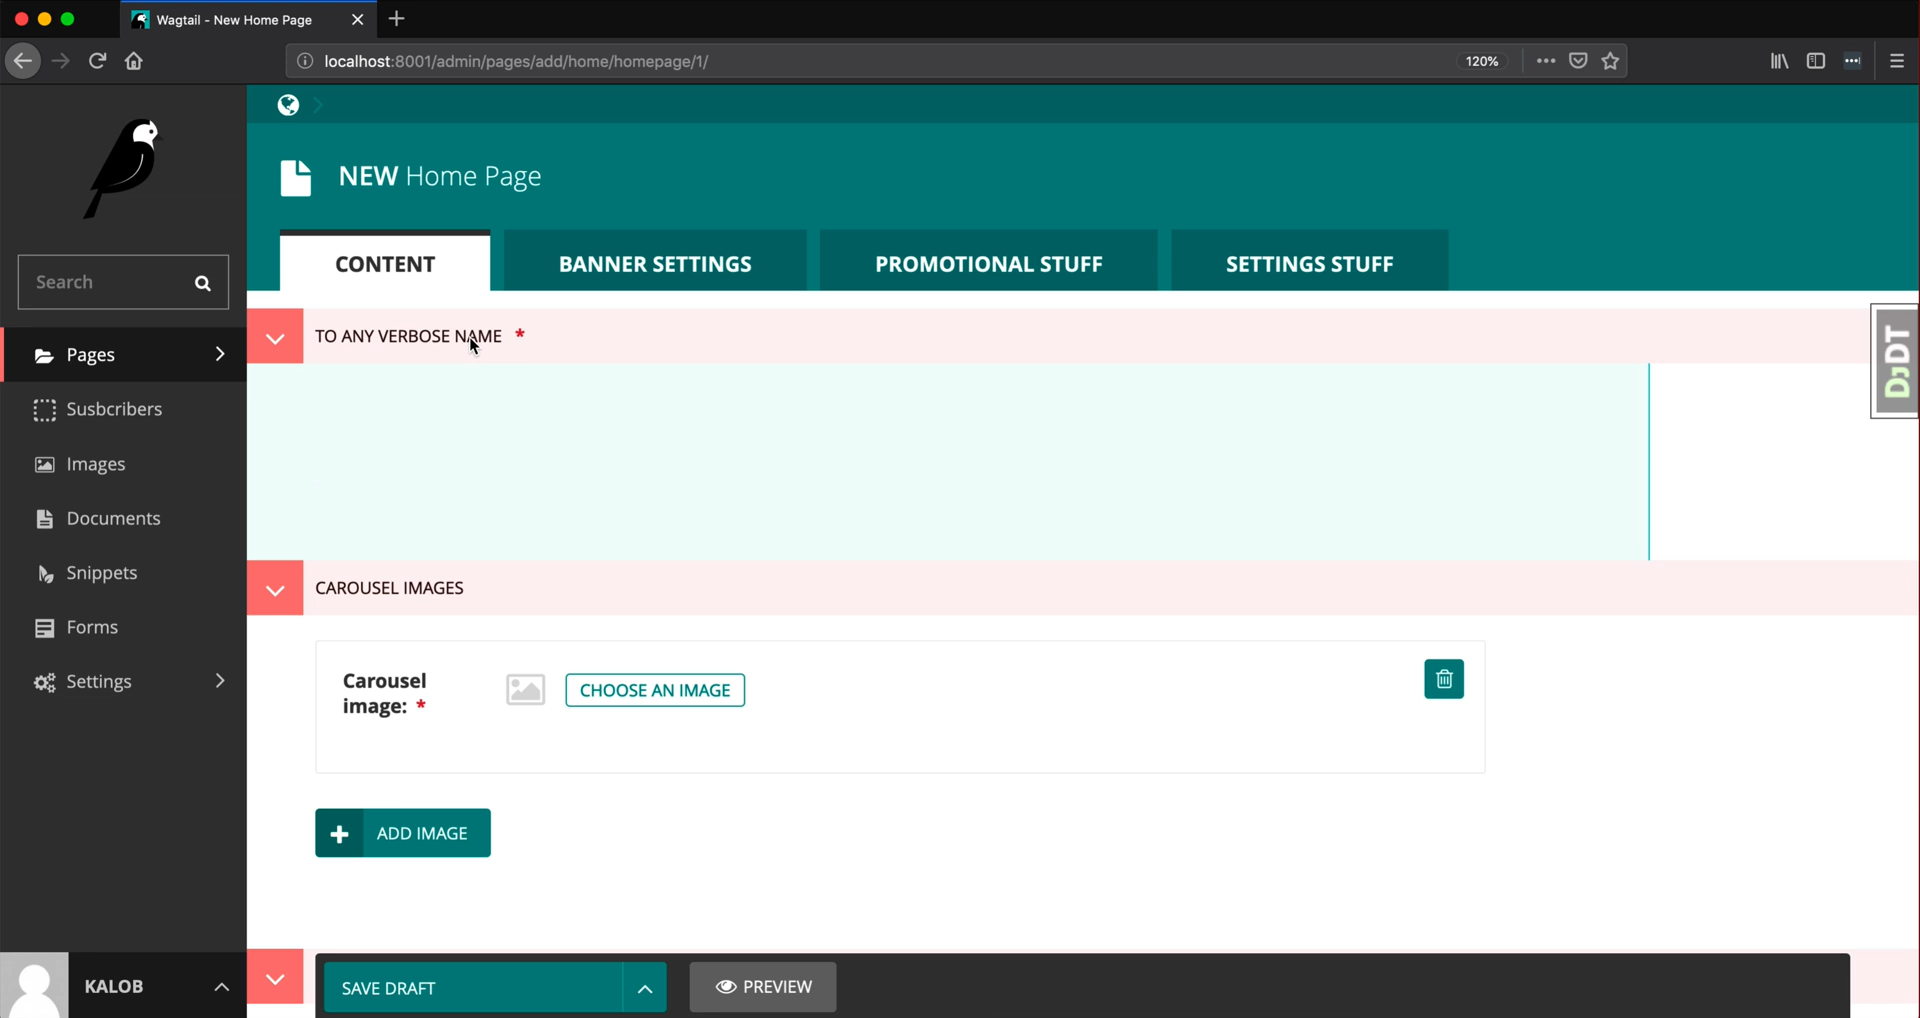 Wagtail - New Home Page
localhost:8001/admin/pages/add/home/homepage/1/
120%
NEW Home Page
CONTENT
BANNER SETTINGS
PROMOTIONAL STUFF
SETTINGS STUFF
Search
Pages
Susbcribers
Images
Documents
Snippets
Forms
Settings
KALOB
TO ANY VERBOSE NAME *
DJDT
CAROUSEL IMAGES
Carousel
image: *
CHOOSE AN IMAGE
ADD IMAGE
SAVE DRAFT
PREVIEW